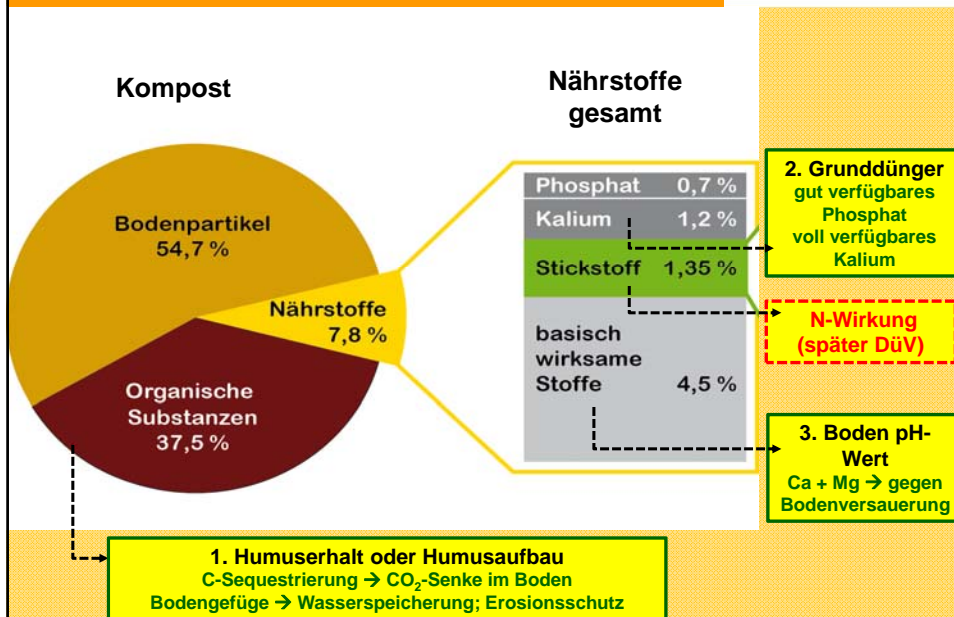 Kompost
Nährstoffe
gesamt
Bodenpartikel
54,7 %
Nährstoffe
7,8 %
Organische
Substanzen
37,5 %
Phosphat 0,7 %
Kalium 1,2 %
Stickstoff 1,35 %
basisch
wirksame
Stoffe 4,5 %
2. Grunddünger
gut verfügbares
Phosphat
voll verfügbares
Kalium
N-Wirkung
(später DüV)
3. Boden pH-
Wert
Ca + Mg → gegen
Bodenversauerung
1. Humuserhalt oder Humusaufbau
C-Sequestrierung → CO₂-Senke im Boden
Bodengefüge → Wasserspeicherung; Erosionsschutz